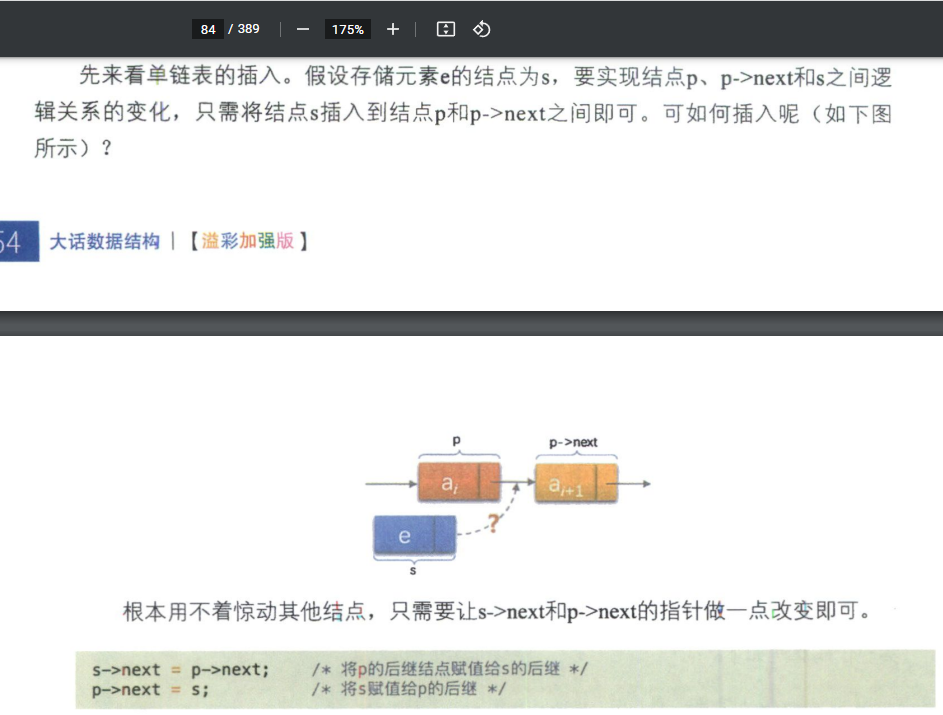 84 / 389 175%
先来看单链表的插入。假设存储元素e的结点为s，要实现结点p、p->next和s之间逻
辑关系的变化，只需将结点s插入到结点p和p->next之间即可。可如何插入呢（如下图
所示）？
54 大话数据结构 | 【溢彩加强版】
p p->next
ai ai+1
?
e
s
根本用不着惊动其他结点，只需要让s->next和p->next的指针做一点改变即可。
s->next = p->next; /* 将p的后继结点赋值给s的后继 */
p->next = s; /* 将s赋值给p的后继 */